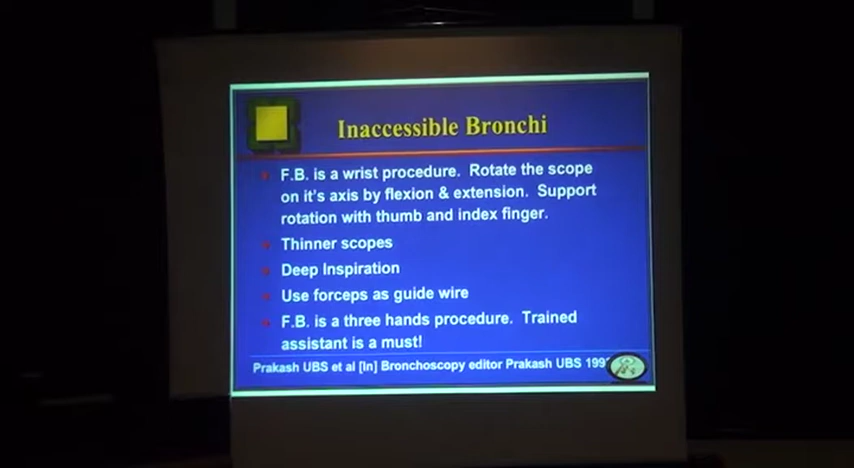 Inaccessible Bronchi
F.B. is a wrist procedure. Rotate the scope
on it's axis by flexion & extension. Support
rotation with thumb and index finger.
Thinner scopes
Deep Inspiration
Use forceps as guide wire
F.B. is a three hands procedure. Trained
assistant is a must!
Prakash UBS et al [In] Bronchoscopy editor Prakash UBS